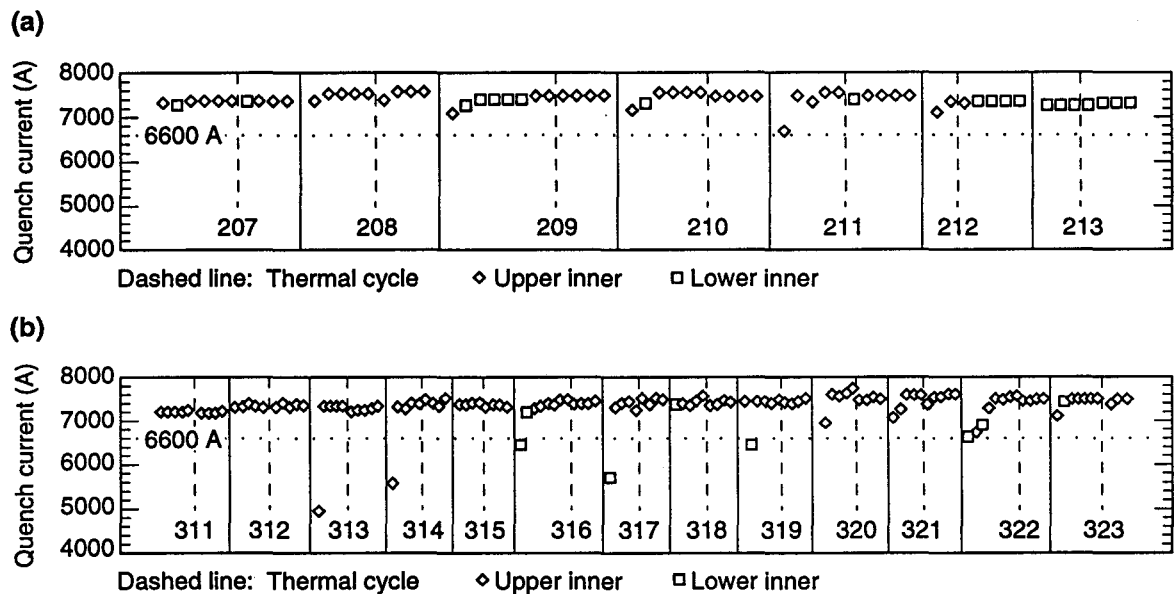 (a)
Quench current (A)
8000
7000
6000
5000
4000
6600 A
207 208 209 210 211 212 213
Dashed line: Thermal cycle ◇ Upper inner □ Lower inner
(b)
Quench current (A)
8000
7000
6000
5000
4000
6600 A
311 312 313 314 315 316 317 318 319 320 321 322 323
Dashed line: Thermal cycle ◇ Upper inner □ Lower inner